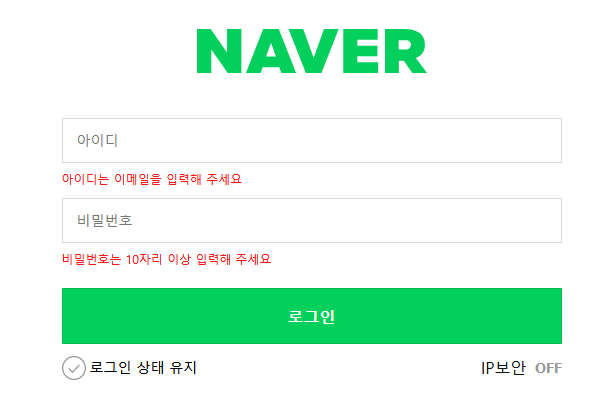 NAVER
아이디
아이디는 이메일을 입력해 주세요
비밀번호
비밀번호는 10자리 이상 입력해 주세요
로그인
로그인 상태 유지 IP보안 OFF